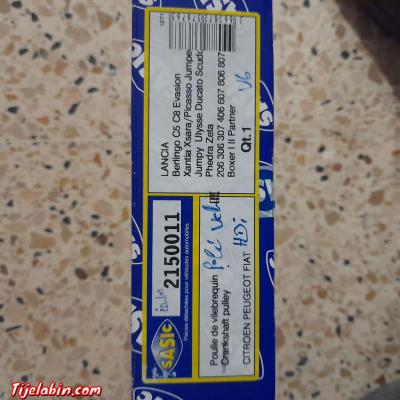 SASIC
Pièces détachées pour véhicules automobiles
2150011
Poulie de vilebrequin
Crankshaft pulley
CITROEN PEUGEOT FIAT
HDi
LANCIA
Berlingo C5 C8 Evasion
Xantia Xsara/Picasso Jumpe
Jumpy Ulysse Ducato Scudo
Phedra Zeta
206 306 307 406 607 806 807
Boxer I II Partner
Qt.1
V6
Tijelabin.com